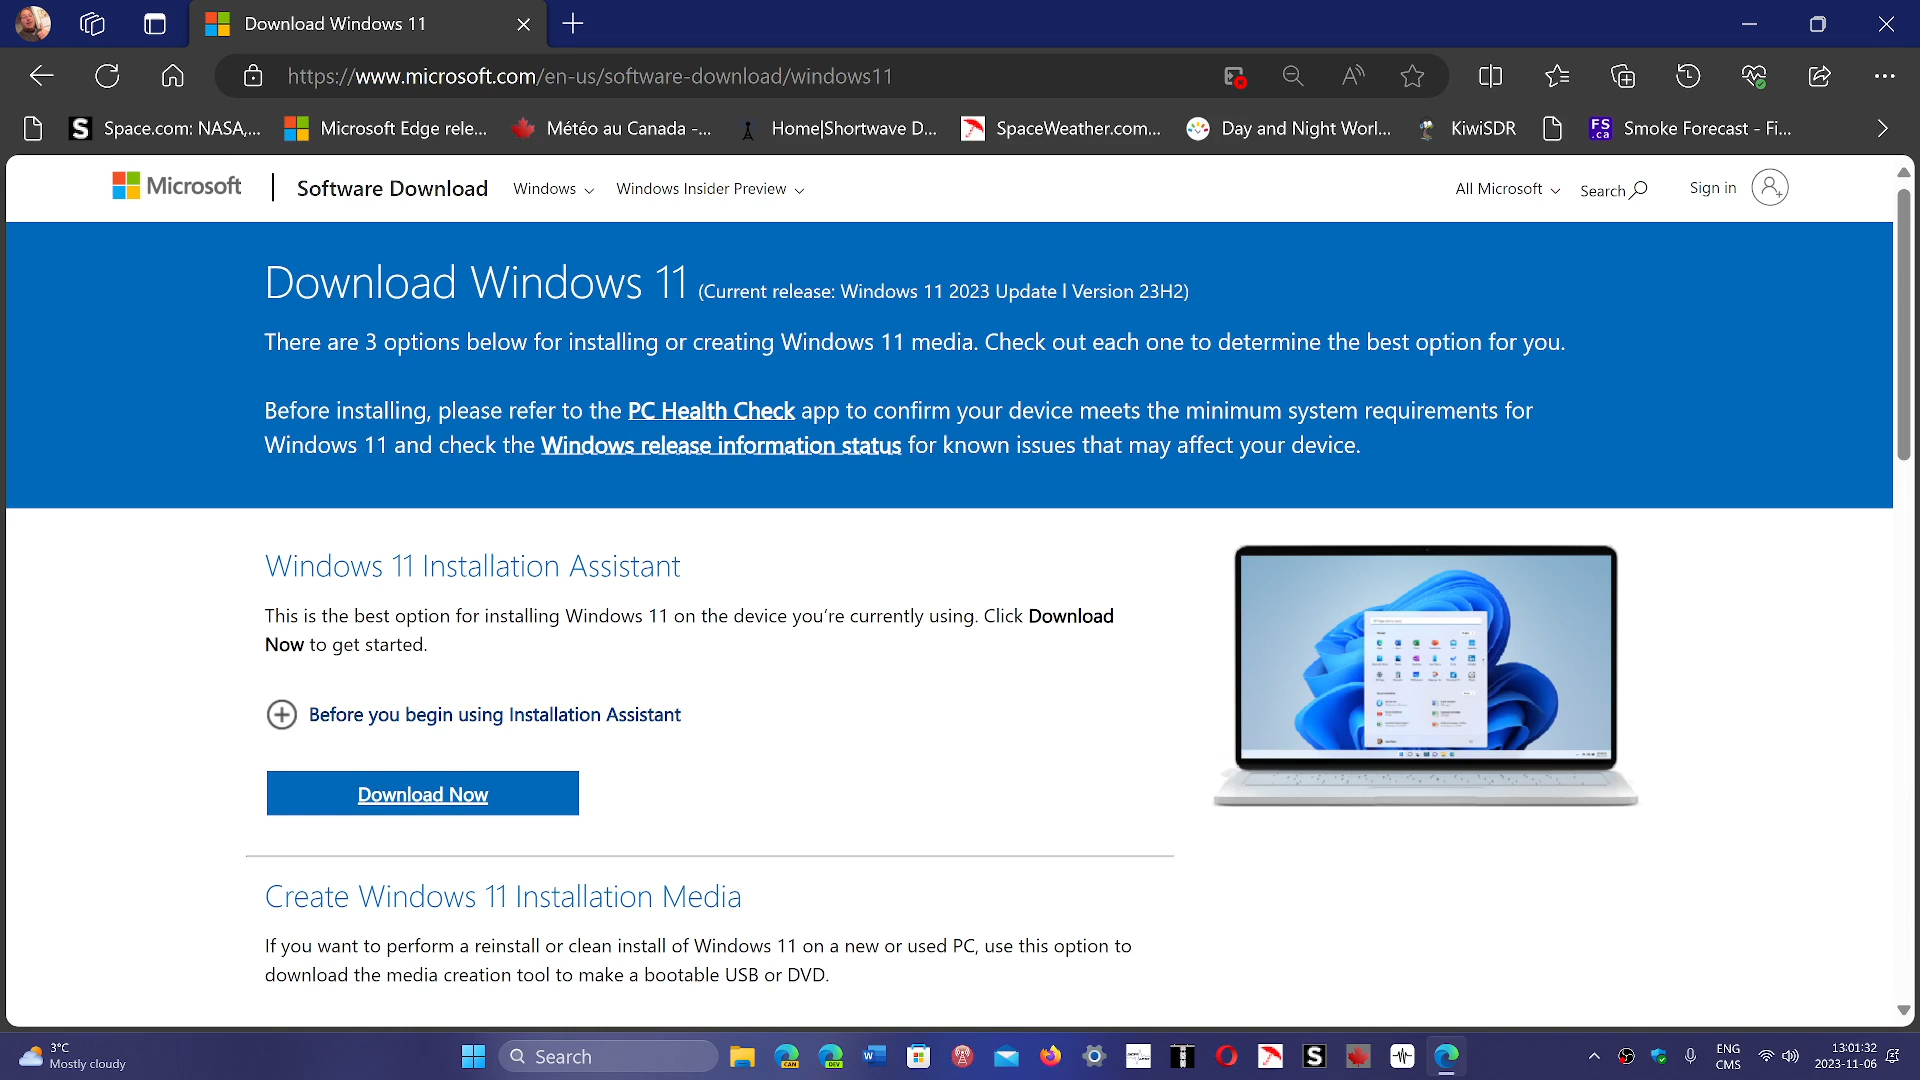 Download Windows 11
https://www.microsoft.com/en-us/software-download/windows11
S Space.com: NASA,... Microsoft Edge rele... Météo au Canada -... Home|Shortwave D... SpaceWeather.com... Day and Night Worl... KiwiSDR FS .ca Smoke Forecast - Fi...
Microsoft Software Download Windows Windows Insider Preview All Microsoft Search Sign in
Download Windows 11 (Current release: Windows 11 2023 Update l Version 23H2)
There are 3 options below for installing or creating Windows 11 media. Check out each one to determine the best option for you.
Before installing, please refer to the PC Health Check app to confirm your device meets the minimum system requirements for
Windows 11 and check the Windows release information status for known issues that may affect your device.
Windows 11 Installation Assistant
This is the best option for installing Windows 11 on the device you're currently using. Click Download
Now to get started.
Before you begin using Installation Assistant
Download Now
Create Windows 11 Installation Media
If you want to perform a reinstall or clean install of Windows 11 on a new or used PC, use this option to
download the media creation tool to make a bootable USB or DVD.
3°C
Mostly cloudy
Search
CAN
DEV
W
S
ENG
CMS
13:01:32
2023-11-06